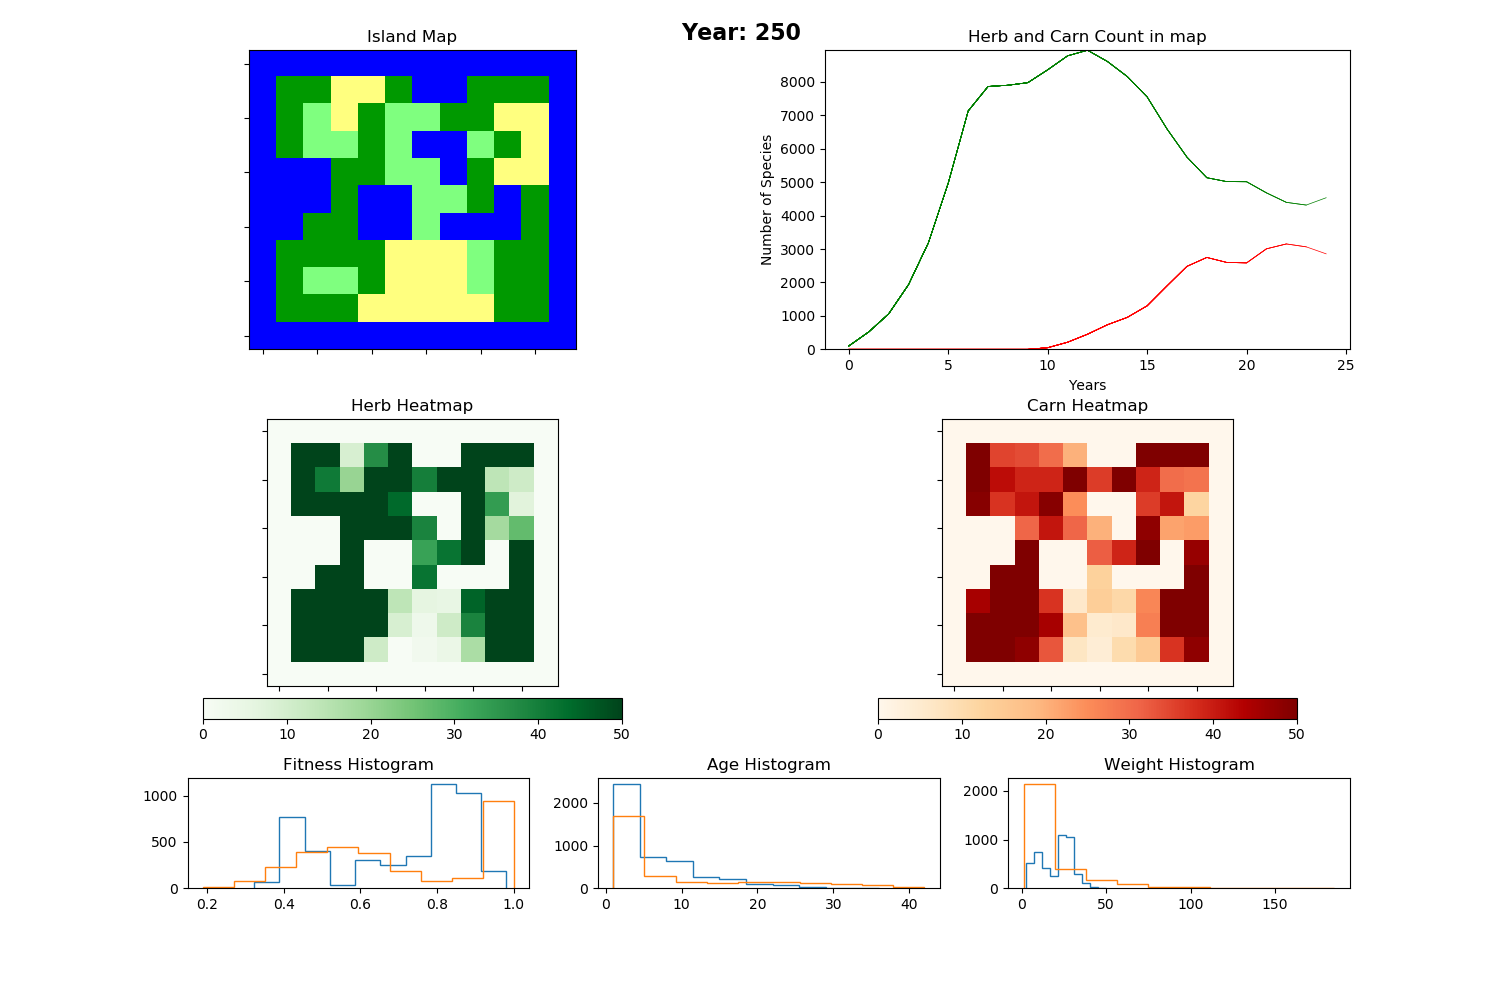 Year: 250
Island Map
Herb and Carn Count in map
Number of Species
8000
7000
6000
5000
4000
3000
2000
1000
0
0 5 10 15 20 25
Years
Herb Heatmap
Carn Heatmap
0 10 20 30 40 50
0 10 20 30 40 50
Fitness Histogram
1000
500
0
0.2 0.4 0.6 0.8 1.0
Age Histogram
2000
1000
0
0 10 20 30 40
Weight Histogram
2000
1000
0
0 50 100 150